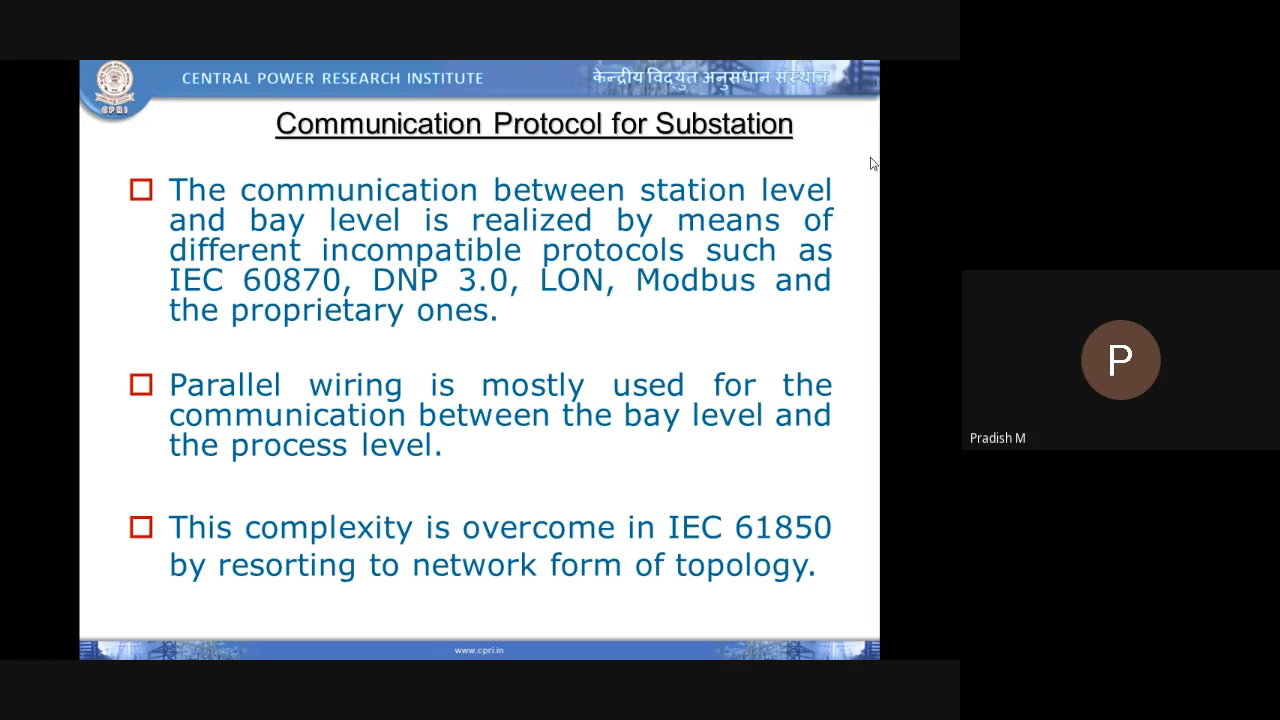 CENTRAL POWER RESEARCH INSTITUTE
केन्द्रीय विद्युत अनुसंधान संस्थान
CPRI
Communication Protocol for Substation
The communication between station level
and bay level is realized by means of
different incompatible protocols such as
IEC 60870, DNP 3.0, LON, Modbus and
the proprietary ones.
Parallel wiring is mostly used for the
communication between the bay level and
the process level.
This complexity is overcome in IEC 61850
by resorting to network form of topology.
www.cpri.in
P
Pradish M